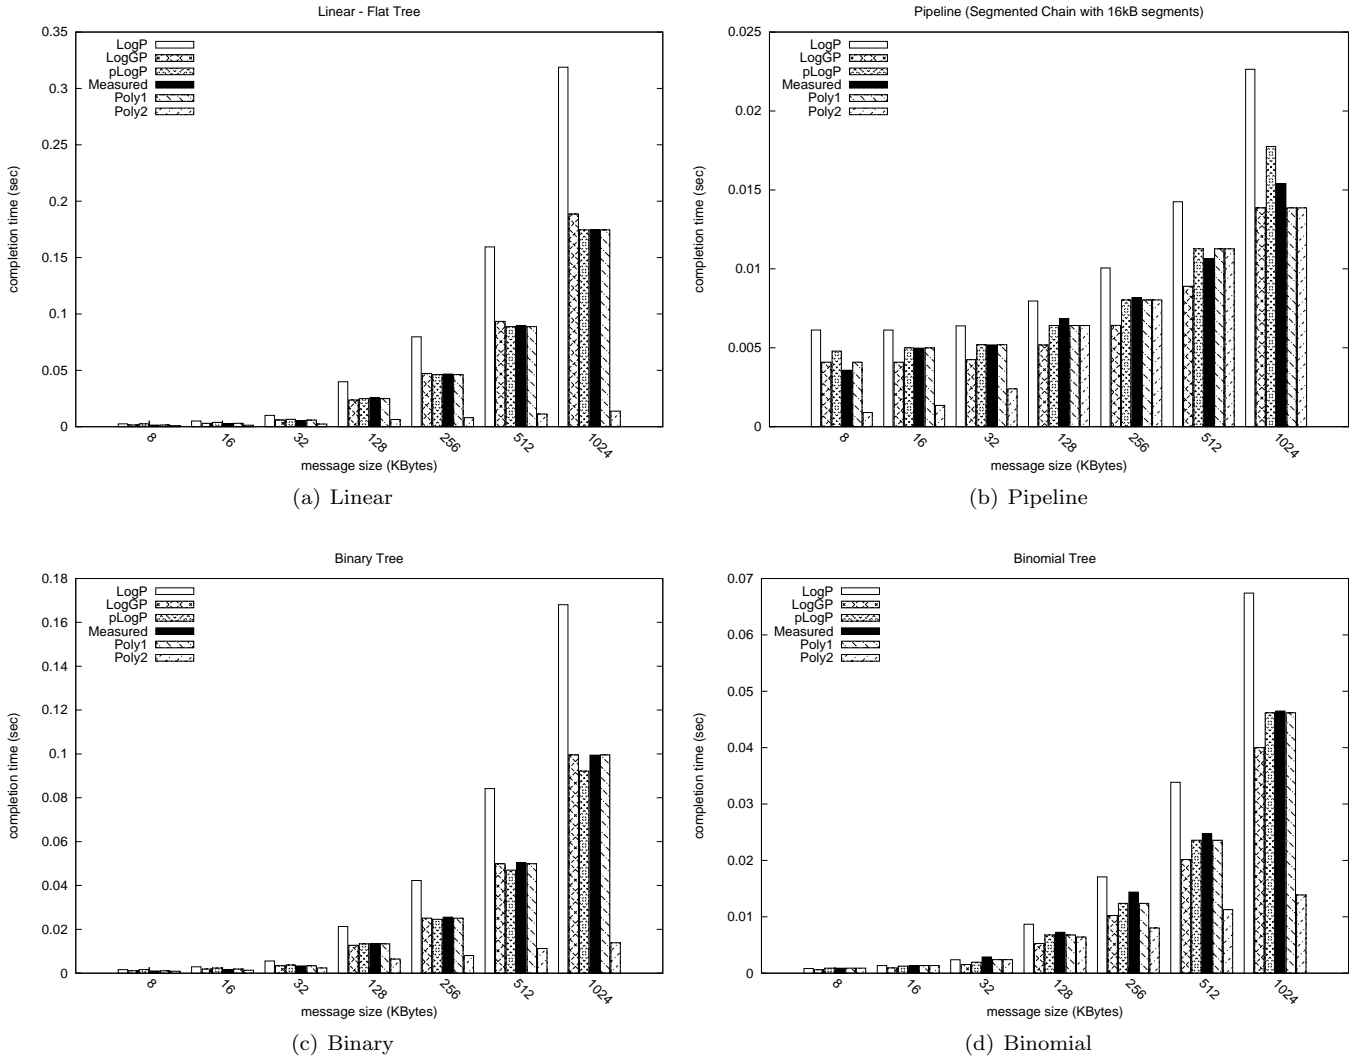 Linear - Flat Tree
completion time (sec)
0.35
0.3
0.25
0.2
0.15
0.1
0.05
0
LogP
LogGP
pLogP
Measured
Poly1
Poly2
8 16 32 128 256 512 1024
message size (KBytes)
(a) Linear
Pipeline (Segmented Chain with 16kB segments)
completion time (sec)
0.025
0.02
0.015
0.01
0.005
0
LogP
LogGP
pLogP
Measured
Poly1
Poly2
8 16 32 128 256 512 1024
message size (KBytes)
(b) Pipeline
Binary Tree
completion time (sec)
0.18
0.16
0.14
0.12
0.1
0.08
0.06
0.04
0.02
0
LogP
LogGP
pLogP
Measured
Poly1
Poly2
8 16 32 128 256 512 1024
message size (KBytes)
(c) Binary
Binomial Tree
completion time (sec)
0.07
0.06
0.05
0.04
0.03
0.02
0.01
0
LogP
LogGP
pLogP
Measured
Poly1
Poly2
8 16 32 128 256 512 1024
message size (KBytes)
(d) Binomial